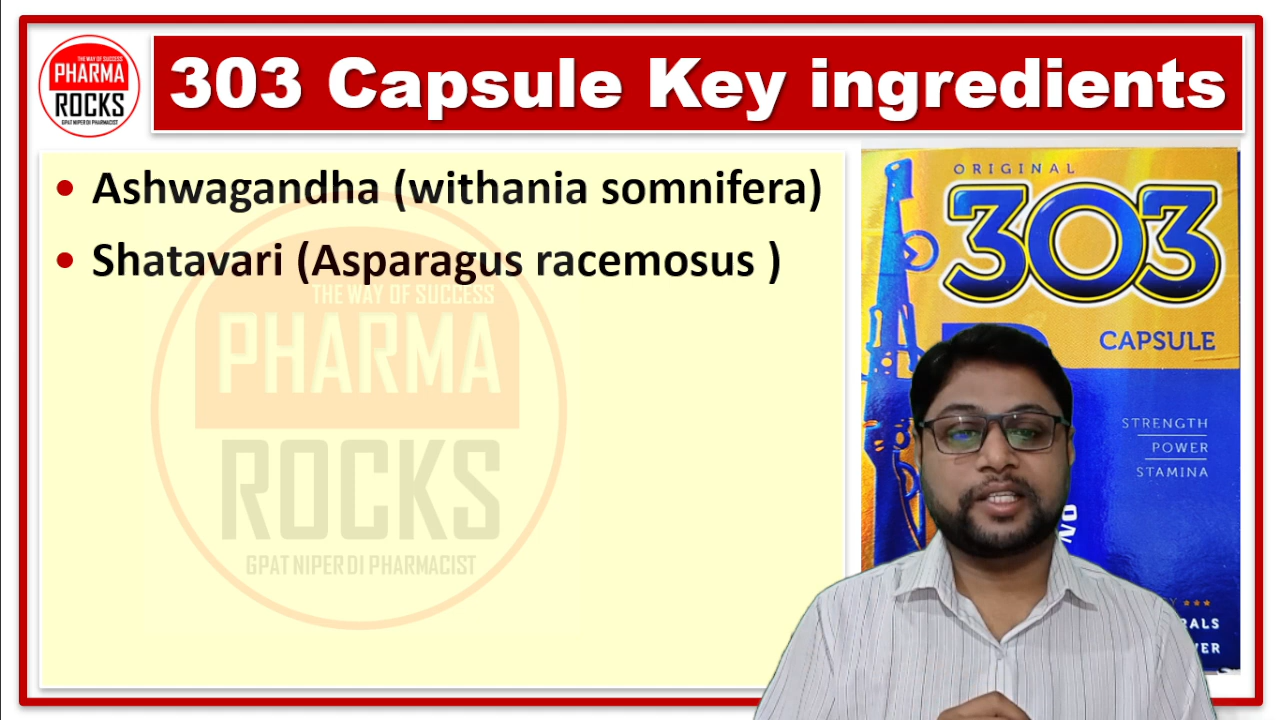 THE WAY OF SUCCESS
PHARMA
ROCKS
GPAT NIPER DI PHARMACIST
303 Capsule Key ingredients
• Ashwagandha (withania somnifera)
• Shatavari (Asparagus racemosus )
THE WAY OF SUCCESS
PHARMA
ROCKS
GPAT NIPER DI PHARMACIST
ORIGINAL
303
CAPSULE
STRENGTH
POWER
STAMINA